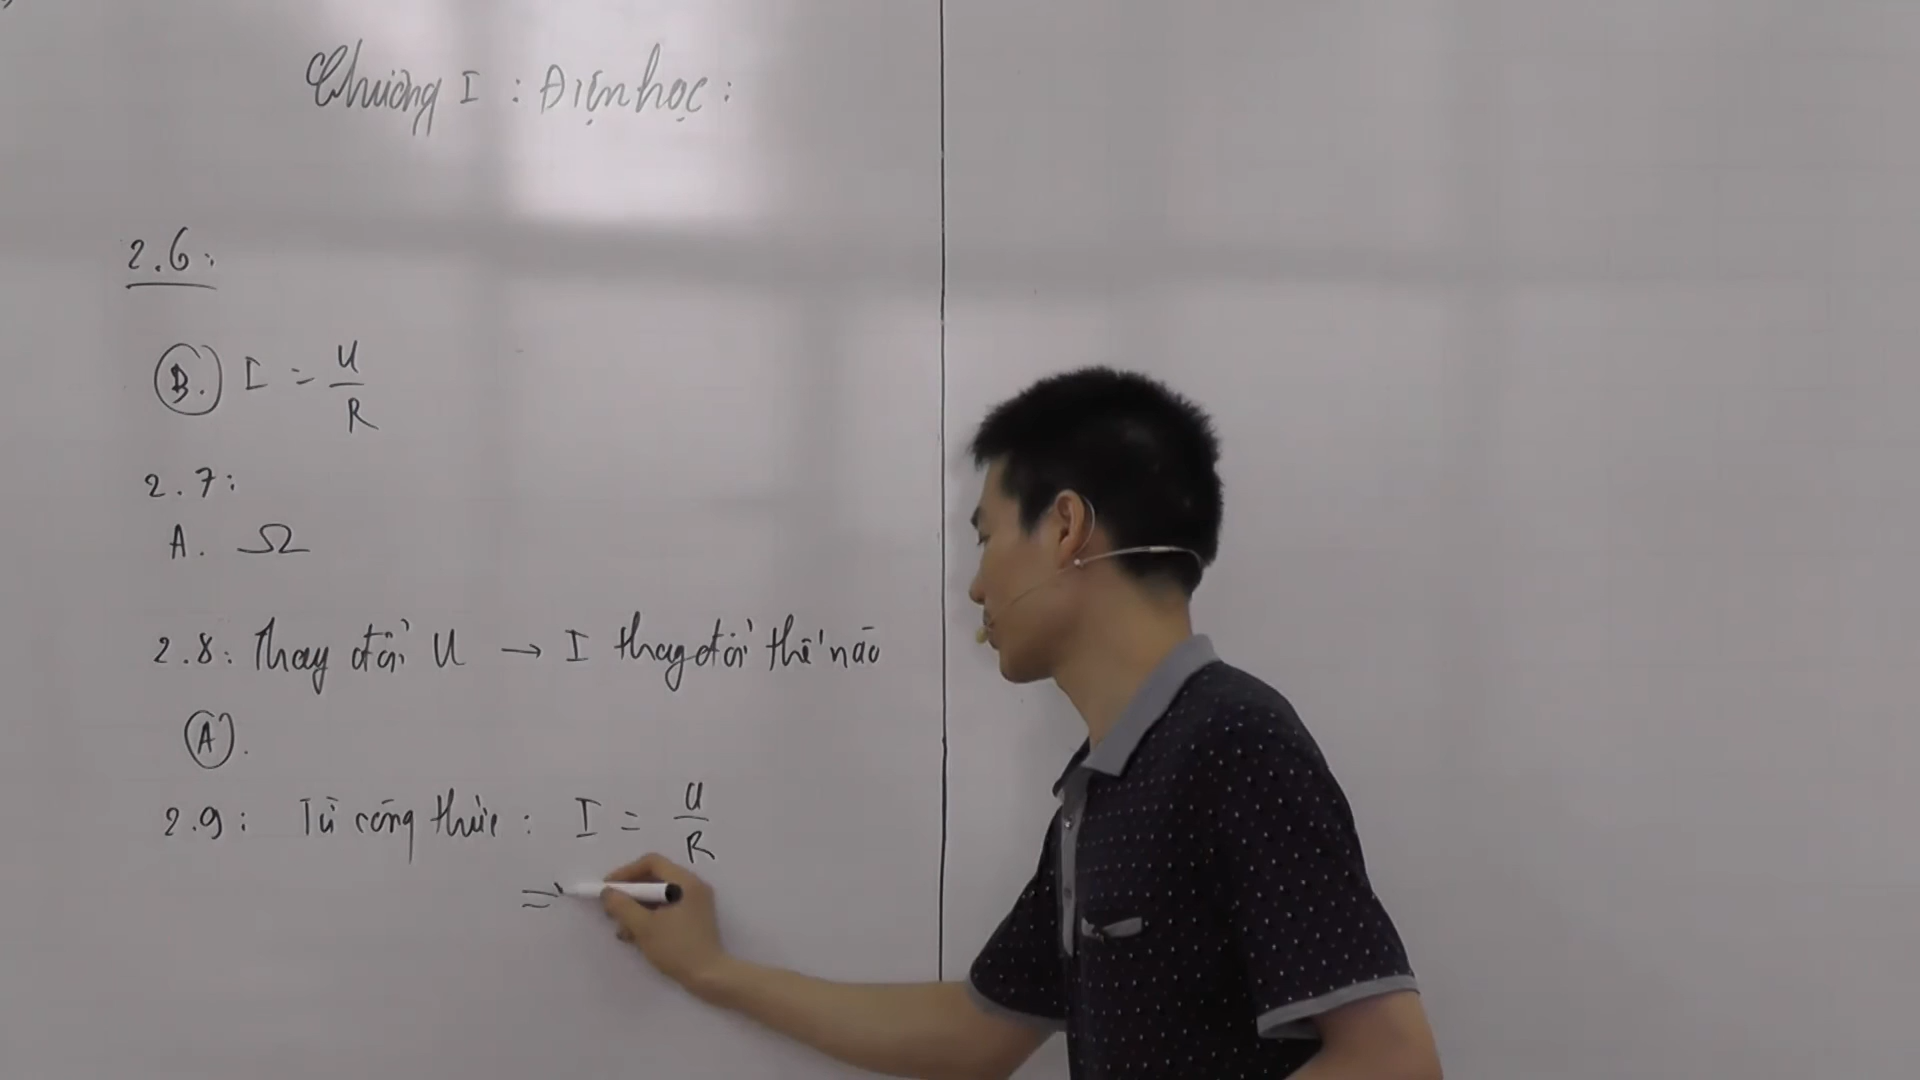 Chương I : Điện học :
2.6:
B. I = U/R
2.7:
A. Ω
2.8: Thay đổi U → I thay đổi thế nào
A.
2.9: Từ công thức : I = U/R
=>